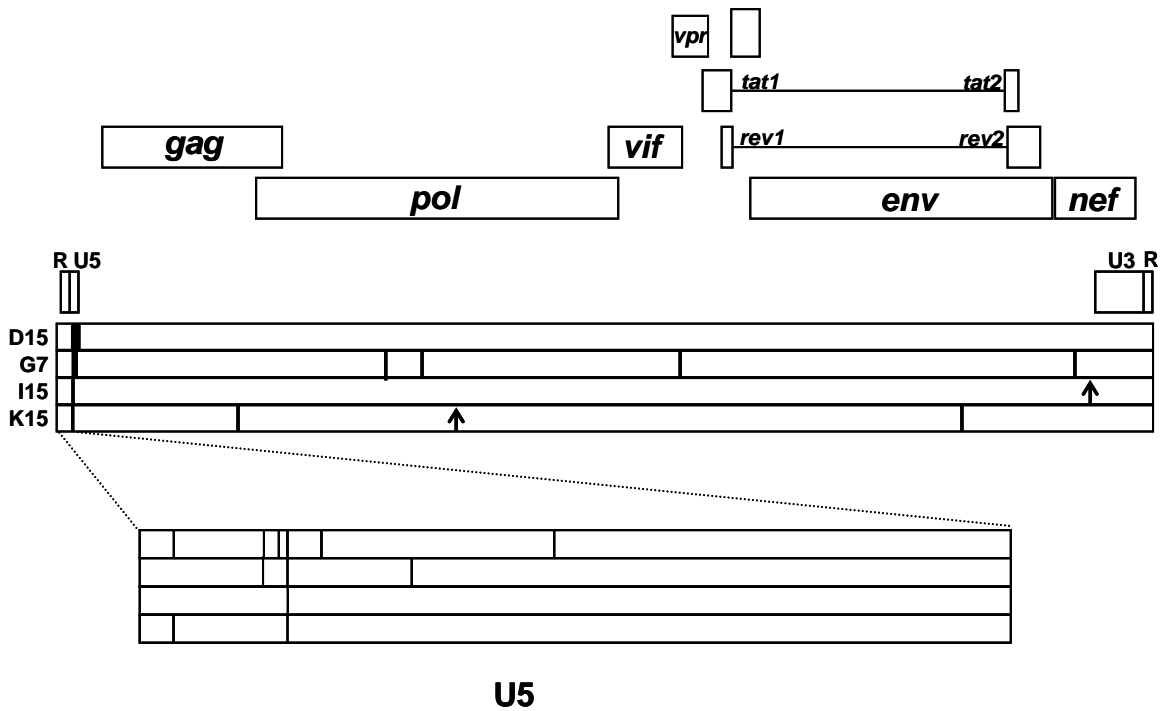 vpr
tat1 tat2
gag vif rev1 rev2
pol env nef
R U5 U3 R
D15
G7
I15
K15
U5